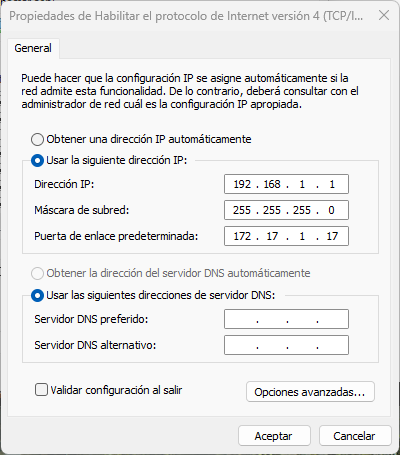 Propiedades de Habilitar el protocolo de Internet versión 4 (TCP/I...
General
Puede hacer que la configuración IP se asigne automáticamente si la
red admite esta funcionalidad. De lo contrario, deberá consultar con el
administrador de red cuál es la configuración IP apropiada.
Obtener una dirección IP automáticamente
Usar la siguiente dirección IP:
Dirección IP: 192 . 168 . 1 . 1
Máscara de subred: 255 . 255 . 255 . 0
Puerta de enlace predeterminada: 172 . 17 . 1 . 17
Obtener la dirección del servidor DNS automáticamente
Usar las siguientes direcciones de servidor DNS:
Servidor DNS preferido: . . .
Servidor DNS alternativo: . . .
Validar configuración al salir
Opciones avanzadas...
Aceptar Cancelar